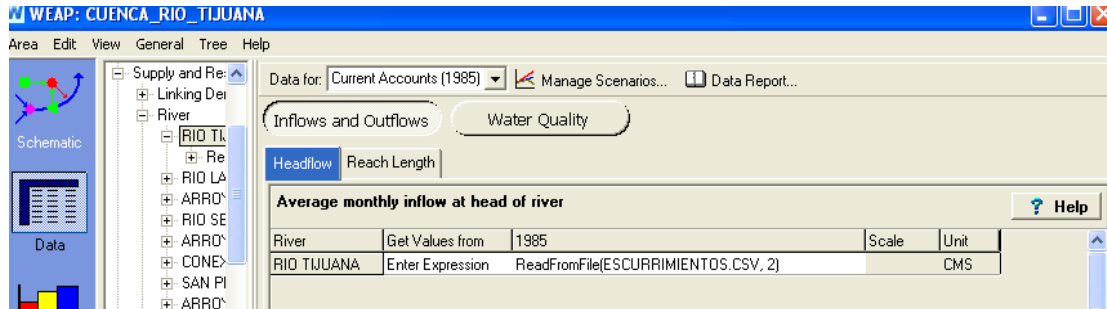 WEAP: CUENCA_RIO_TIJUANA
Area Edit View General Tree Help
Schematic
Data
Supply and Re
Linking Der
River
RIO TI
Re
RIO LA
ARRO
RIO SE
ARRO
CONE
SAN PI
ARRO
Data for: Current Accounts (1985) Manage Scenarios... Data Report...
Inflows and Outflows Water Quality
Headflow Reach Length
Average monthly inflow at head of river ? Help
River Get Values from 1985 Scale Unit
RIO TIJUANA Enter Expression ReadFromFile(ESCURRIMIENTOS.CSV, 2) CMS